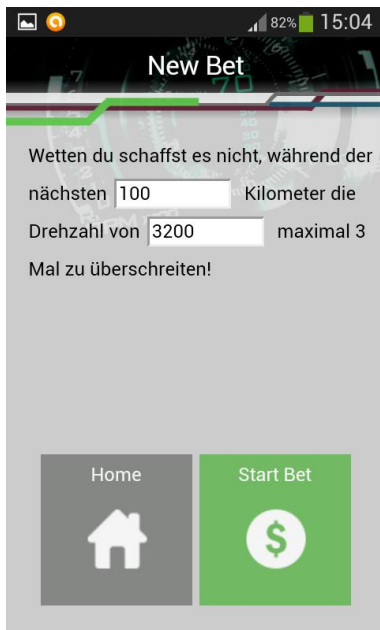 82% 15:04
New Bet
Wetten du schaffst es nicht, während der
nächsten 100 Kilometer die
Drehzahl von 3200 maximal 3
Mal zu überschreiten!
Home Start Bet
$